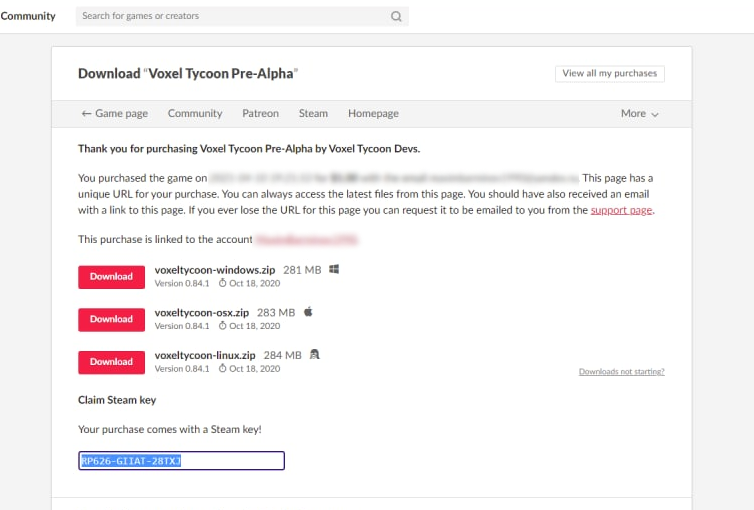 Community
Search for games or creators
Download “Voxel Tycoon Pre-Alpha”
View all my purchases
← Game page Community Patreon Steam Homepage More
Thank you for purchasing Voxel Tycoon Pre-Alpha by Voxel Tycoon Devs.
You purchased the game on This page has a
unique URL for your purchase. You can always access the latest files from this page. You should have also received an email
with a link to this page. If you ever lose the URL for this page you can request it to be emailed to you from the support page.
This purchase is linked to the account
Download voxeltycoon-windows.zip 281 MB
Version 0.84.1 Oct 18, 2020
Download voxeltycoon-osx.zip 283 MB
Version 0.84.1 Oct 18, 2020
Download voxeltycoon-linux.zip 284 MB
Version 0.84.1 Oct 18, 2020
Downloads not starting?
Claim Steam key
Your purchase comes with a Steam key!
RP626-GIIAT-28TXJ